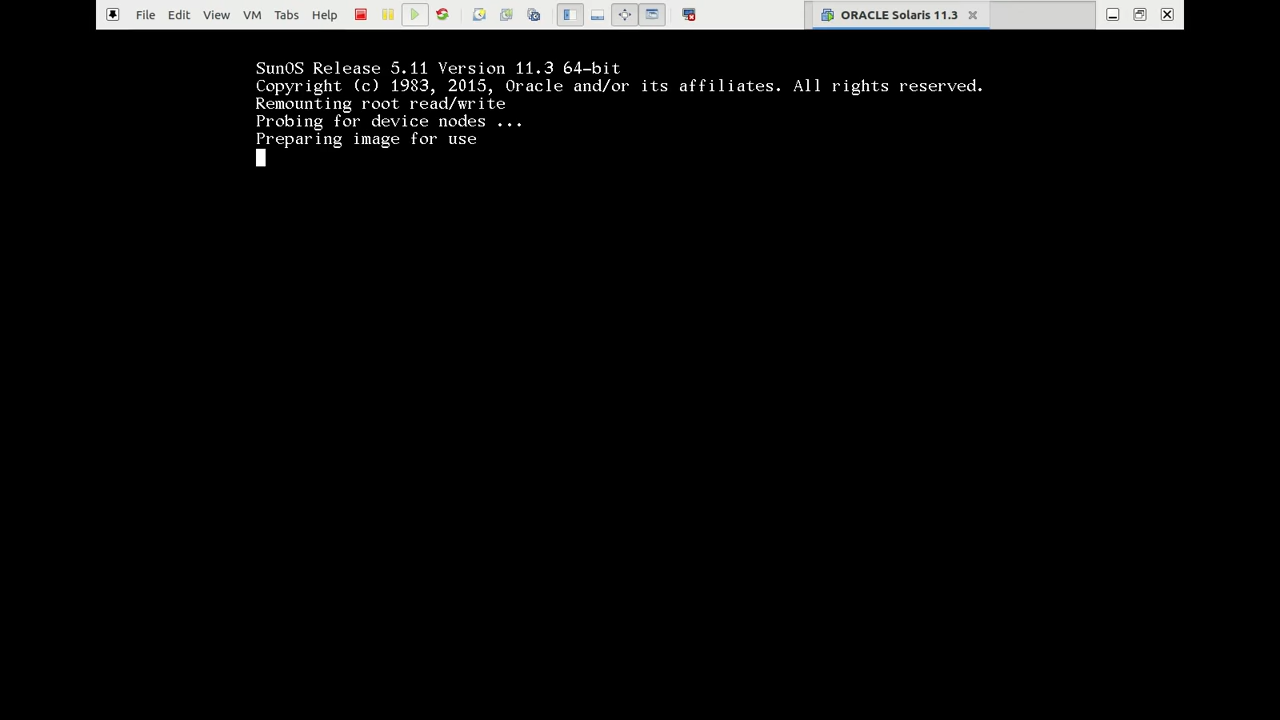 File Edit View VM Tabs Help ORACLE Solaris 11.3
SunOS Release 5.11 Version 11.3 64-bit
Copyright (c) 1983, 2015, Oracle and/or its affiliates. All rights reserved.
Remounting root read/write
Probing for device nodes ...
Preparing image for use